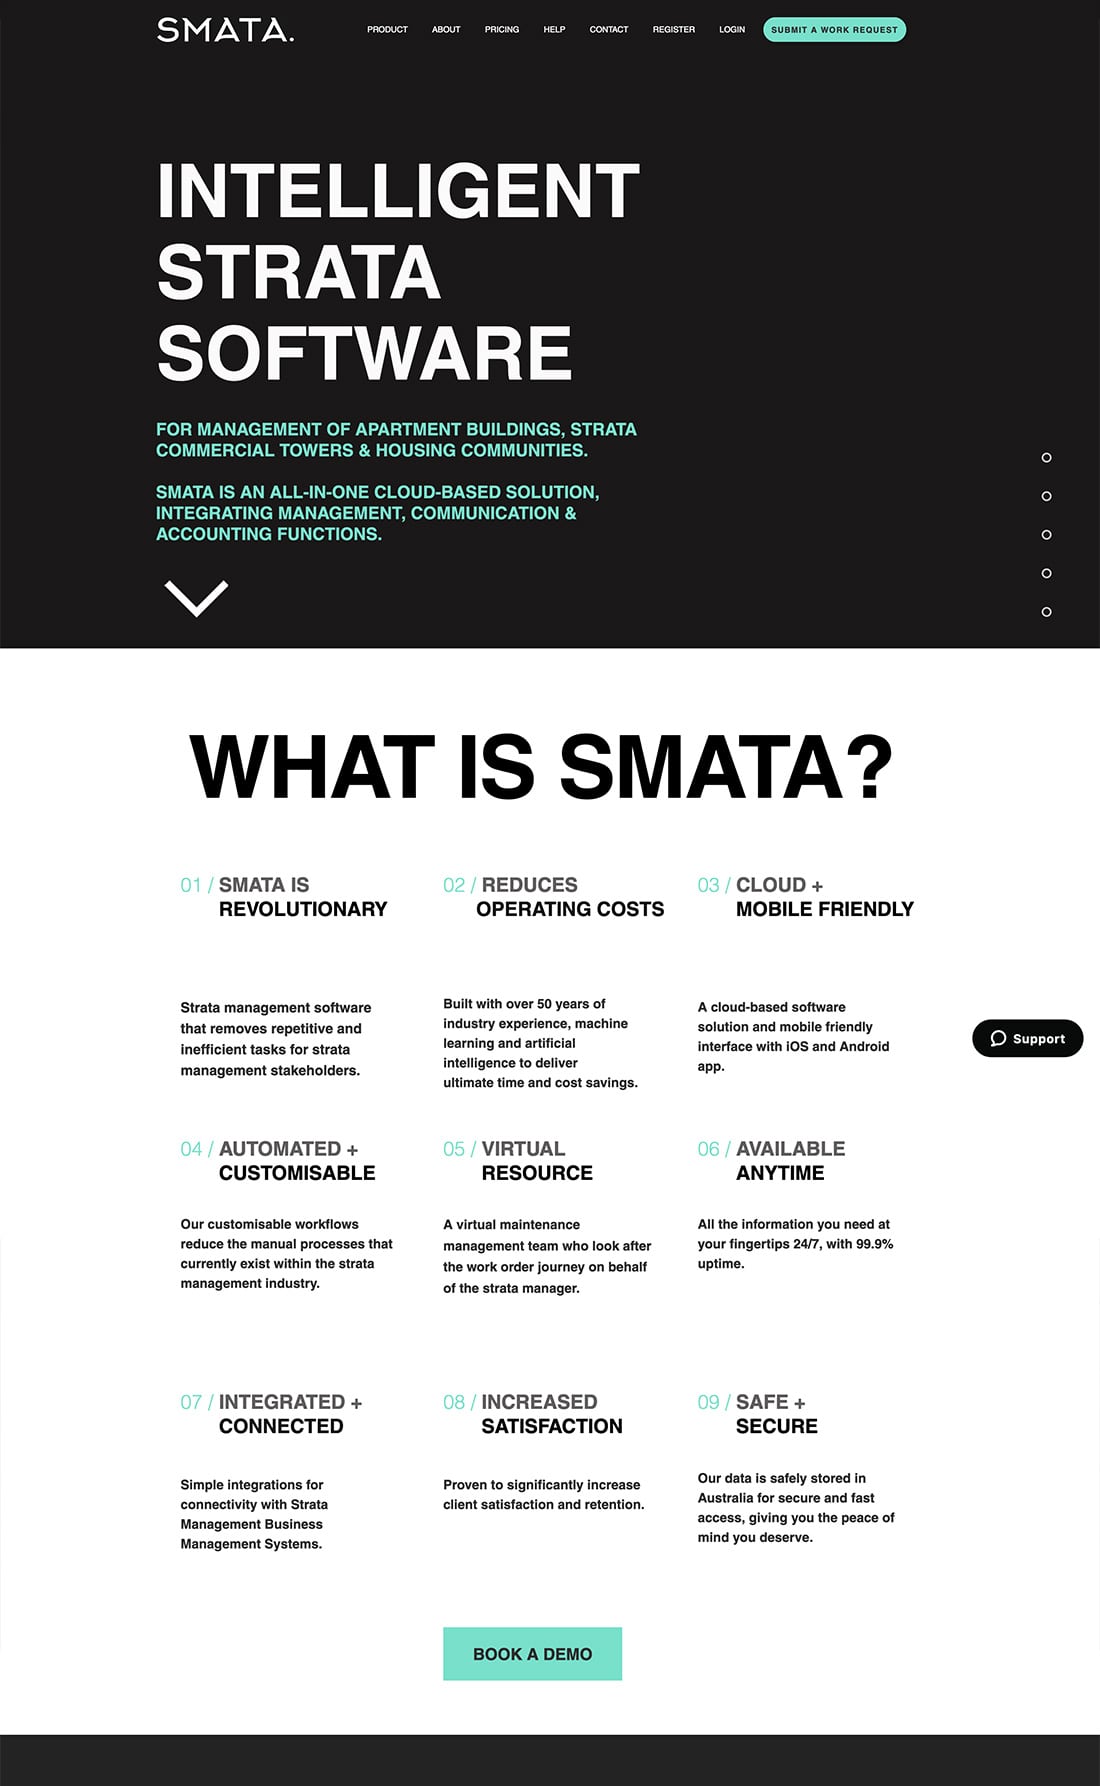 SMATA.
PRODUCT ABOUT PRICING HELP CONTACT REGISTER LOGIN SUBMIT A WORK REQUEST
INTELLIGENT
STRATA
SOFTWARE
FOR MANAGEMENT OF APARTMENT BUILDINGS, STRATA
COMMERCIAL TOWERS & HOUSING COMMUNITIES.
SMATA IS AN ALL-IN-ONE CLOUD-BASED SOLUTION,
INTEGRATING MANAGEMENT, COMMUNICATION &
ACCOUNTING FUNCTIONS.
WHAT IS SMATA?
01 / SMATA IS
REVOLUTIONARY
Strata management software
that removes repetitive and
inefficient tasks for strata
management stakeholders.
02 / REDUCES
OPERATING COSTS
Built with over 50 years of
industry experience, machine
learning and artificial
intelligence to deliver
ultimate time and cost savings.
03 / CLOUD +
MOBILE FRIENDLY
A cloud-based software
solution and mobile friendly
interface with iOS and Android
app.
Support
04 / AUTOMATED +
CUSTOMISABLE
Our customisable workflows
reduce the manual processes that
currently exist within the strata
management industry.
05 / VIRTUAL
RESOURCE
A virtual maintenance
management team who look after
the work order journey on behalf
of the strata manager.
06 / AVAILABLE
ANYTIME
All the information you need at
your fingertips 24/7, with 99.9%
uptime.
07 / INTEGRATED +
CONNECTED
Simple integrations for
connectivity with Strata
Management Business
Management Systems.
08 / INCREASED
SATISFACTION
Proven to significantly increase
client satisfaction and retention.
09 / SAFE +
SECURE
Our data is safely stored in
Australia for secure and fast
access, giving you the peace of
mind you deserve.
BOOK A DEMO